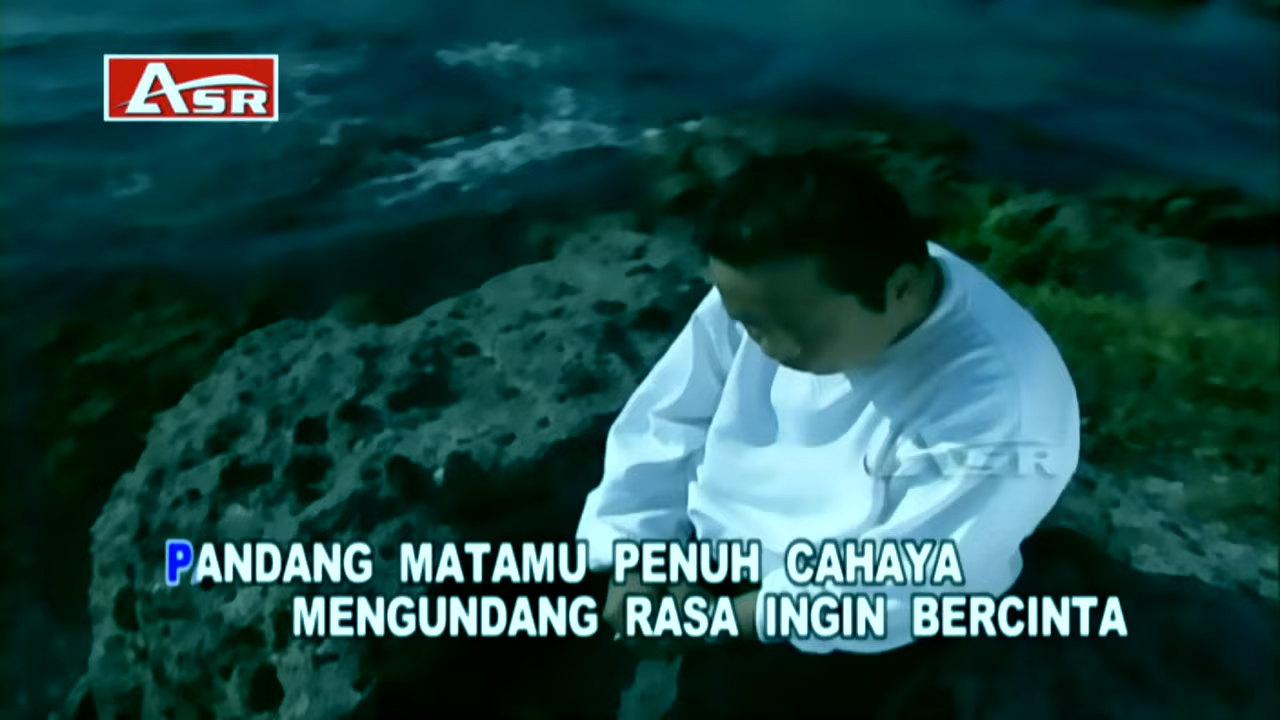 ASR
ASR
PANDANG MATAMU PENUH CAHAYA
MENGUNDANG RASA INGIN BERCINTA